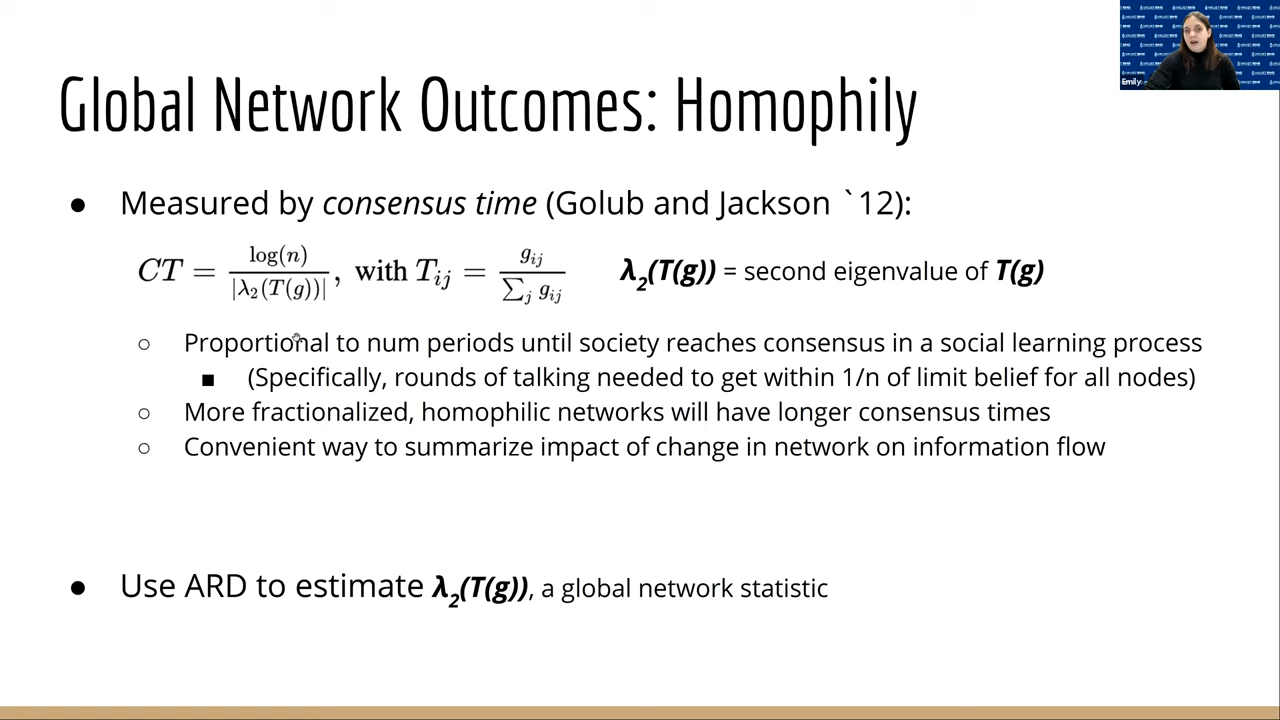 Emily
Global Network Outcomes: Homophily
● Measured by consensus time (Golub and Jackson `12):
CT = log(n) / |λ2(T(g))|, with Tij = gij / ∑j gij
λ2(T(g)) = second eigenvalue of T(g)
○ Proportional to num periods until society reaches consensus in a social learning process
■ (Specifically, rounds of talking needed to get within 1/n of limit belief for all nodes)
○ More fractionalized, homophilic networks will have longer consensus times
○ Convenient way to summarize impact of change in network on information flow
● Use ARD to estimate λ2(T(g)), a global network statistic